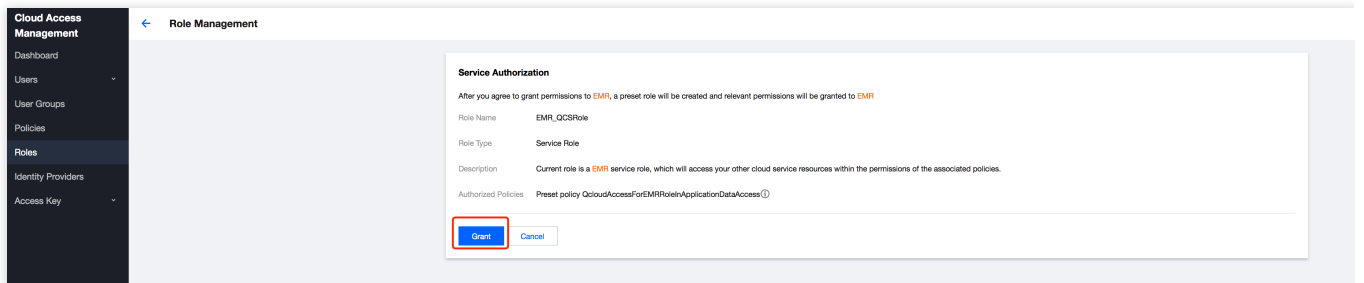 Cloud Access
Management
Dashboard
Users
User Groups
Policies
Roles
Identity Providers
Access Key
Role Management
Service Authorization
After you agree to grant permissions to EMR, a preset role will be created and relevant permissions will be granted to EMR
Role Name EMR_QCSRole
Role Type Service Role
Description Current role is a EMR service role, which will access your other cloud service resources within the permissions of the associated policies.
Authorized Policies Preset policy QcloudAccessForEMRRoleInApplicationDataAccess
Grant Cancel